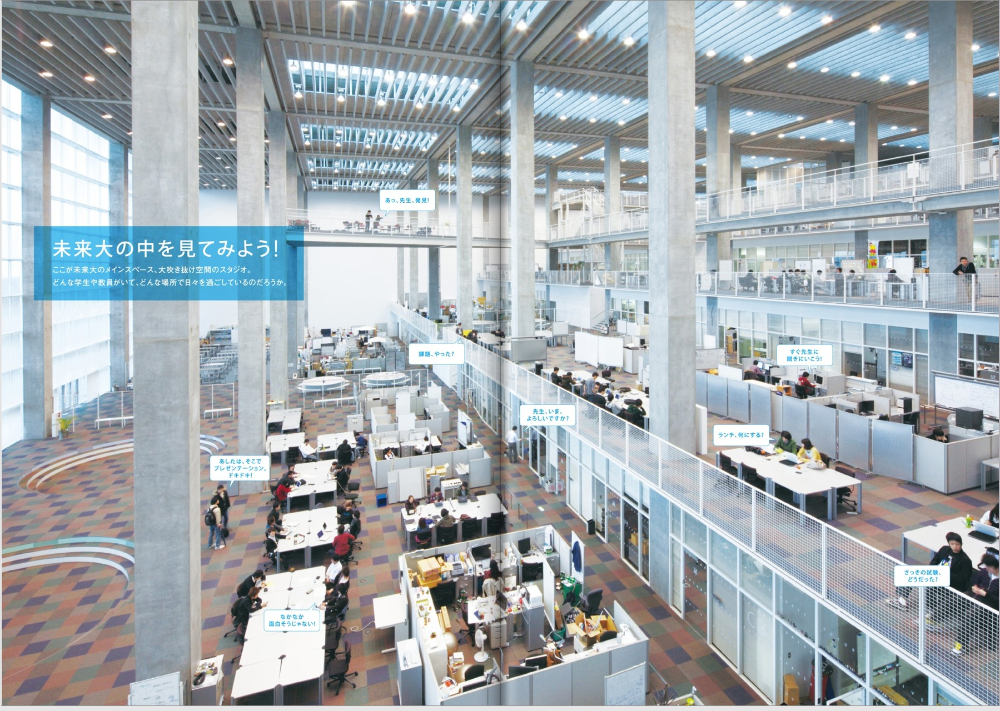 未来大の中を見てみよう!
ここが未来大のメインスペース、大吹き抜け空間のスタジオ。
どんな学生や教員がいて、どんな場所で日々を過ごしているのだろうか。
あっ、先生、発見!
課題、やった?
すぐ先生に
聞きにいこう!
先生、いま、
よろしいですか?
ランチ、何にする?
あしたは、そこで
プレゼンテーション。
ドキドキ!
さっきの試験、
どうだった?
なかなか
面白そうじゃない!